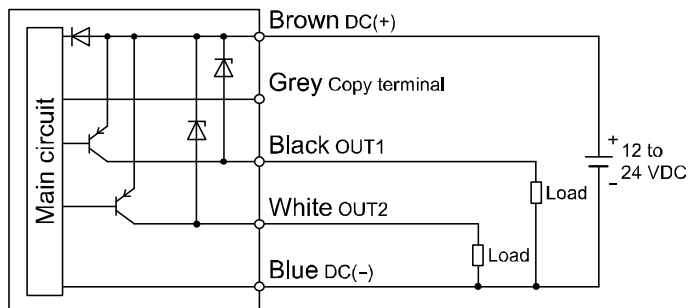 Main circuit
Brown DC(+)
Grey Copy terminal
Black OUT1
White OUT2
Blue DC(−)
Load
Load
+
12 to
24 VDC
−